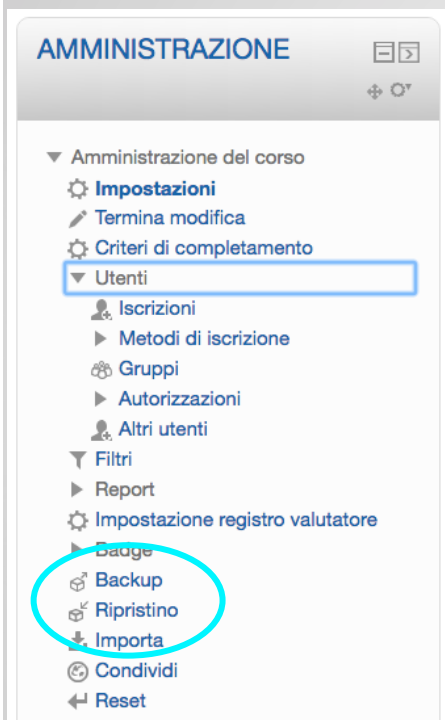 AMMINISTRAZIONE
Amministrazione del corso
Impostazioni
Termina modifica
Criteri di completamento
Utenti
Iscrizioni
Metodi di iscrizione
Gruppi
Autorizzazioni
Altri utenti
Filtri
Report
Impostazione registro valutatore
Badge
Backup
Ripristino
Importa
Condividi
Reset